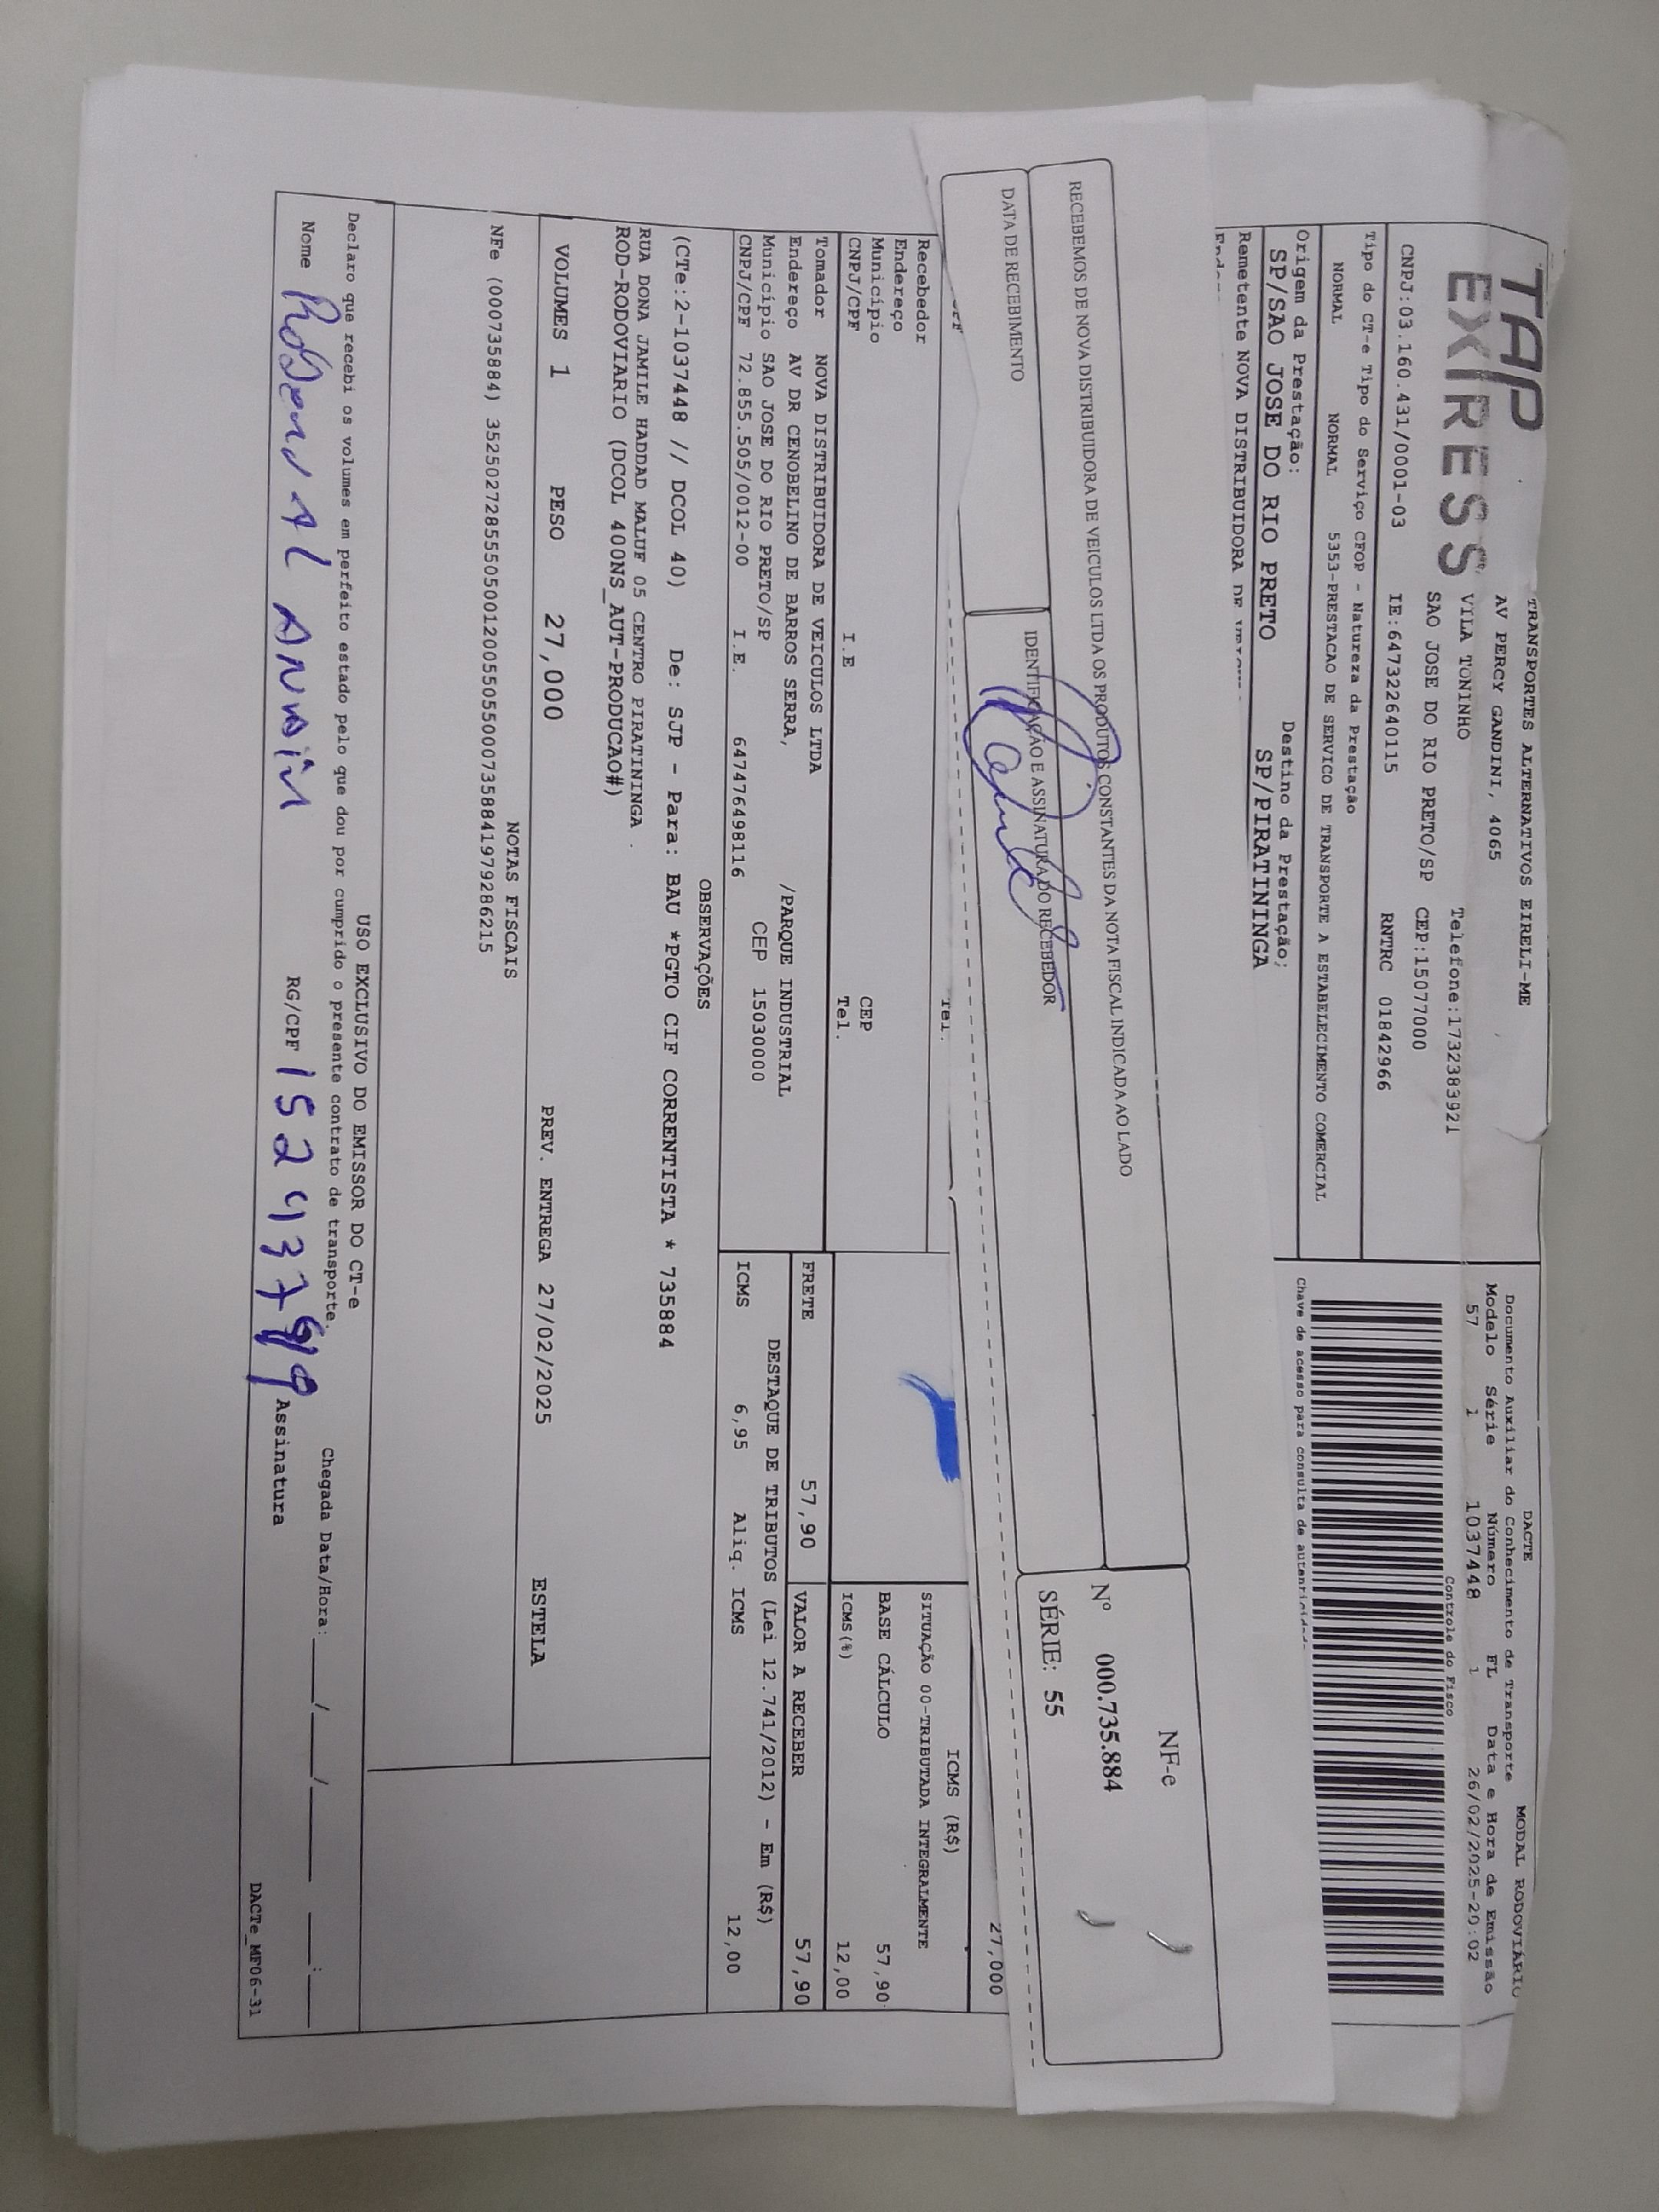 TAP
EXPRESS
TRANSPORTES ALTERNATIVOS EIRELI-ME
AV PERCY GANDINI, 4065
VILA TONINHO Telefone:1732383921
SAO JOSE DO RIO PRETO/SP CEP:15077000
CNPJ:03.160.431/0001-03 IE:647322640115 RNTRC 01842966
DACTE MODAL RODOVIÁRIO
Documento Auxiliar do Conhecimento de Transporte
Modelo Série Número FL Data e Hora de Emissão
57 1 1037448 1 26/02/2025-20:02
Controle do Fisco
Chave de acesso para consulta de autenticidade
Tipo do CT-e Tipo do Serviço CFOP - Natureza da Prestação
NORMAL NORMAL 5353-PRESTACAO DE SERVICO DE TRANSPORTE A ESTABELECIMENTO COMERCIAL
Origem da Prestação: Destino da Prestação:
SP/SAO JOSE DO RIO PRETO SP/PIRATININGA
Remetente NOVA DISTRIBUIDORA DE
RECEBEMOS DE NOVA DISTRIBUIDORA DE VEICULOS LTDA OS PRODUTOS CONSTANTES DA NOTA FISCAL INDICADA AO LADO
DATA DE RECEBIMENTO
IDENTIFICAÇÃO E ASSINATURA DO RECEBEDOR
NF-e
Nº 000.735.884
SÉRIE: 55
Tel.
27,000
Recebedor
Endereço
Município CEP
CNPJ/CPF I.E Tel.
ICMS (R$)
SITUAÇÃO 00-TRIBUTADA INTEGRALMENTE
BASE CÁLCULO 57,90
ICMS(%) 12,00
Tomador NOVA DISTRIBUIDORA DE VEICULOS LTDA
Endereço AV DR CENOBELINO DE BARROS SERRA, /PARQUE INDUSTRIAL
Município SAO JOSE DO RIO PRETO/SP CEP 15030000
CNPJ/CPF 72.855.505/0012-00 I.E. 647476498116
FRETE 57,90 VALOR A RECEBER 57,90
DESTAQUE DE TRIBUTOS (Lei 12.741/2012) - Em (R$)
ICMS 6,95 Aliq. ICMS 12,00
OBSERVAÇÕES
(CTe:2-1037448 // DCOL 40) De: SJP - Para: BAU *PGTO CIF CORRENTISTA * 735884
RUA DONA JAMILE HADDAD MALUF 05 CENTRO PIRATININGA
ROD-RODOVIARIO (DCOL 400NS_AUT-PRODUCAO#)
VOLUMES 1 PESO 27,000 PREV. ENTREGA 27/02/2025 ESTELA
NOTAS FISCAIS
NFe (000735884) 35250272855505001200550550007358841979286215
USO EXCLUSIVO DO EMISSOR DO CT-e
Declaro que recebi os volumes em perfeito estado pelo que dou por cumprido o presente contrato de transporte.
Chegada Data/Hora:____/____/____ __:__
Nome RG/CPF Assinatura
DACTe_MF06-31